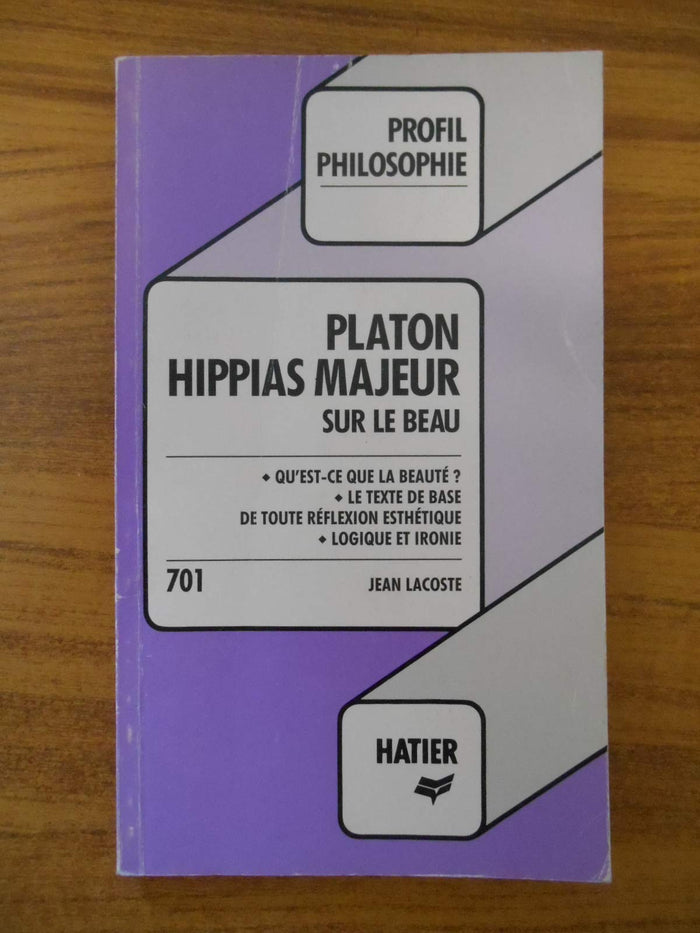 PROFIL
PHILOSOPHIE
PLATON
HIPPIAS MAJEUR
SUR LE BEAU
◆ QU'EST-CE QUE LA BEAUTÉ ?
◆ LE TEXTE DE BASE
DE TOUTE RÉFLEXION ESTHÉTIQUE
◆ LOGIQUE ET IRONIE
701 JEAN LACOSTE
HATIER